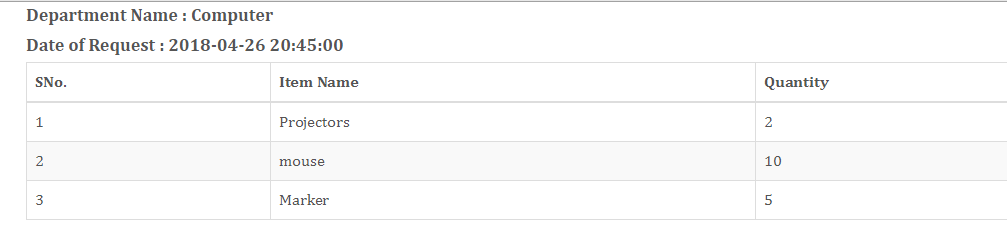 Department Name : Computer
Date of Request : 2018-04-26 20:45:00
SNo. Item Name Quantity
1 Projectors 2
2 mouse 10
3 Marker 5